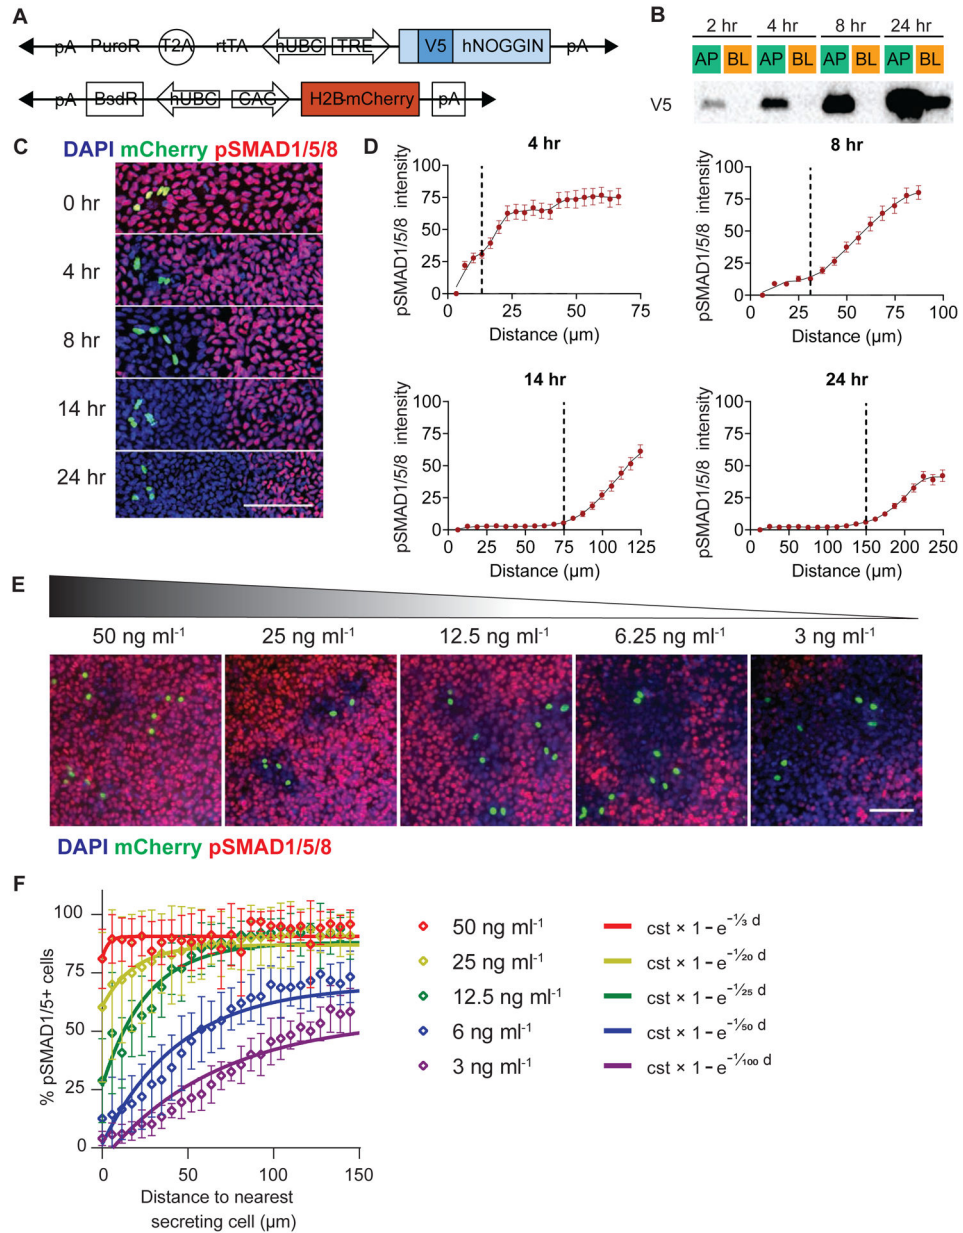 A
pA PuroR T2A rtTA hUBC TRE V5 hNOGGIN pA
pA BsdR hUBC CAG H2B-mCherry pA
B
2 hr 4 hr 8 hr 24 hr
AP BL AP BL AP BL AP BL
V5
C
DAPI mCherry pSMAD1/5/8
0 hr
4 hr
8 hr
14 hr
24 hr
D
4 hr
pSMAD1/5/8 intensity
100
75
50
25
0
0 25 50 75
Distance (µm)
8 hr
pSMAD1/5/8 intensity
100
75
50
25
0
0 25 50 75 100
Distance (µm)
14 hr
pSMAD1/5/8 intensity
100
75
50
25
0
0 25 50 75 100 125
Distance (µm)
24 hr
pSMAD1/5/8 intensity
100
75
50
25
0
0 50 100 150 200 250
Distance (µm)
E
50 ng ml⁻¹ 25 ng ml⁻¹ 12.5 ng ml⁻¹ 6.25 ng ml⁻¹ 3 ng ml⁻¹
DAPI mCherry pSMAD1/5/8
F
% pSMAD1/5+ cells
100
75
50
25
0
0 50 100 150
Distance to nearest
secreting cell (µm)
50 ng ml⁻¹ cst × 1 – e^-1/3 d
25 ng ml⁻¹ cst × 1 – e^-1/20 d
12.5 ng ml⁻¹ cst × 1 – e^-1/25 d
6 ng ml⁻¹ cst × 1 – e^-1/50 d
3 ng ml⁻¹ cst × 1 – e^-1/100 d